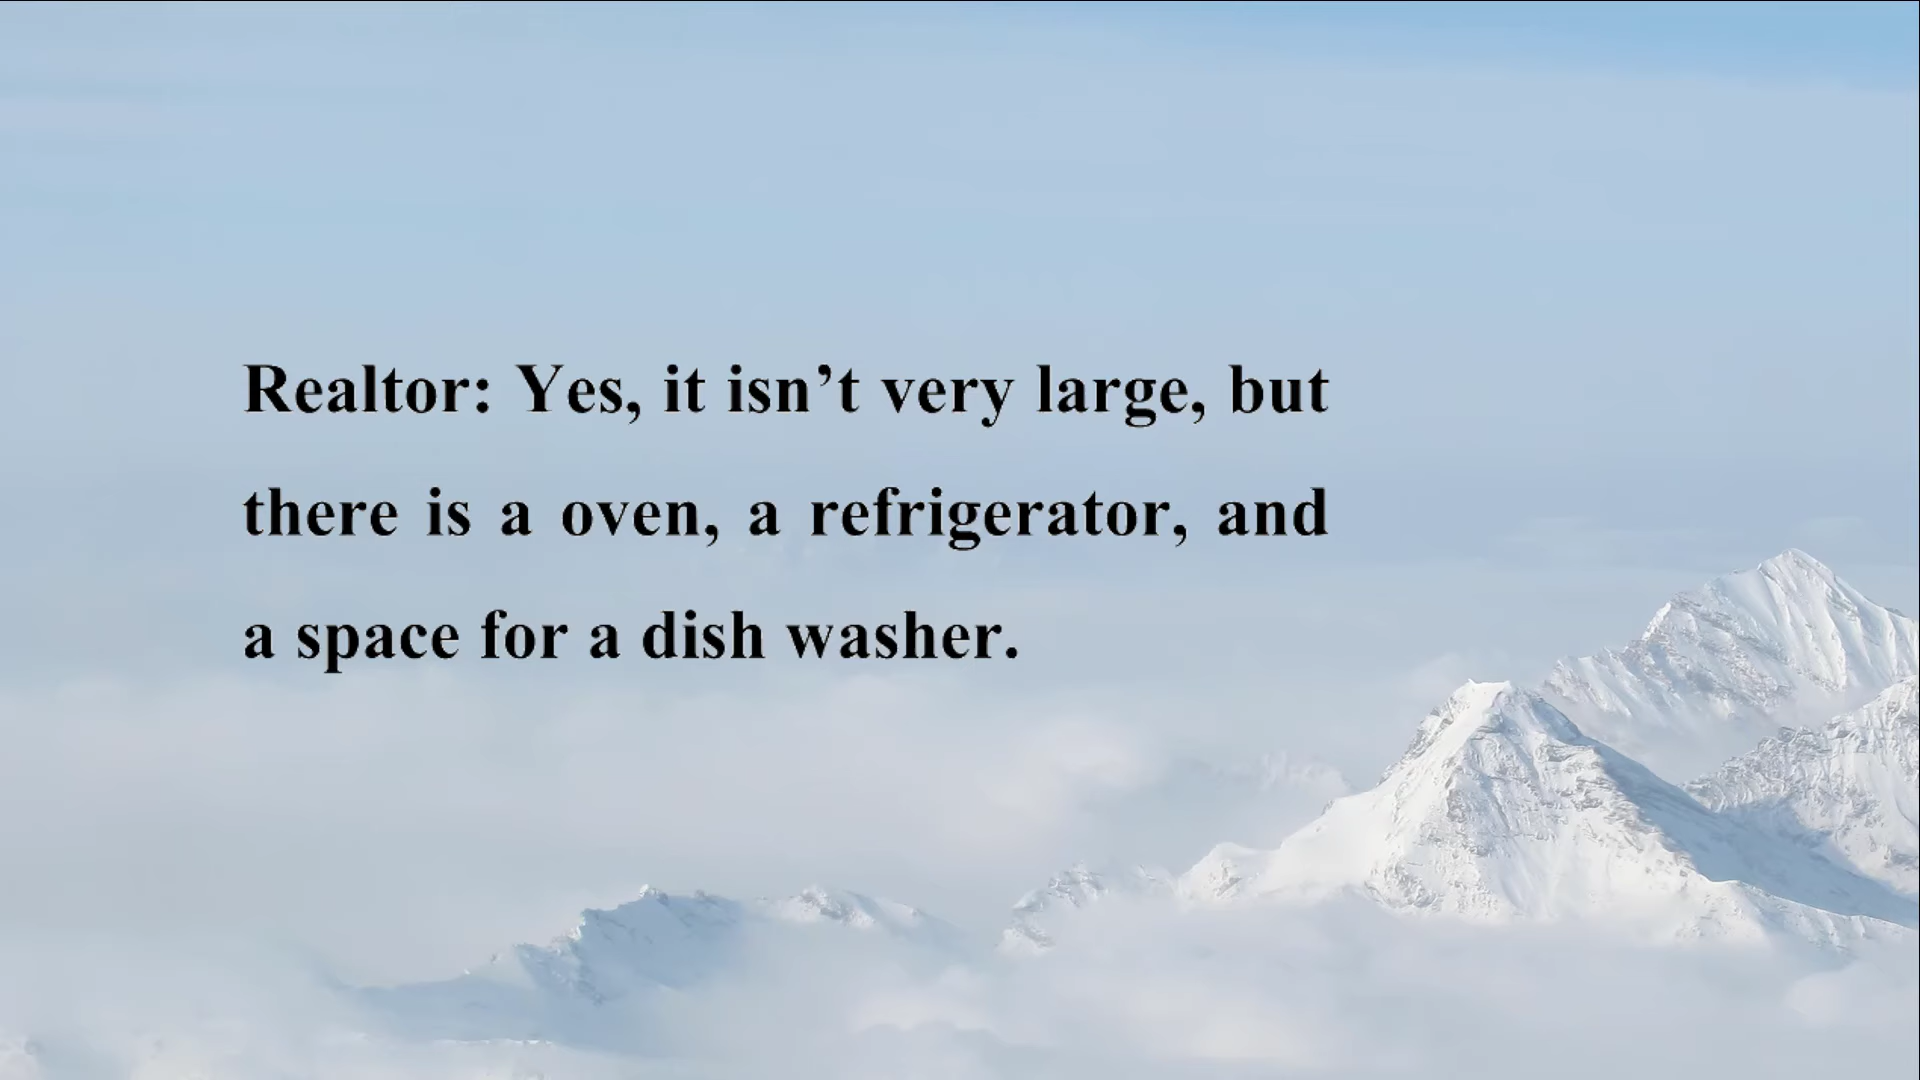 Realtor: Yes, it isn’t very large, but
there is a oven, a refrigerator, and
a space for a dish washer.